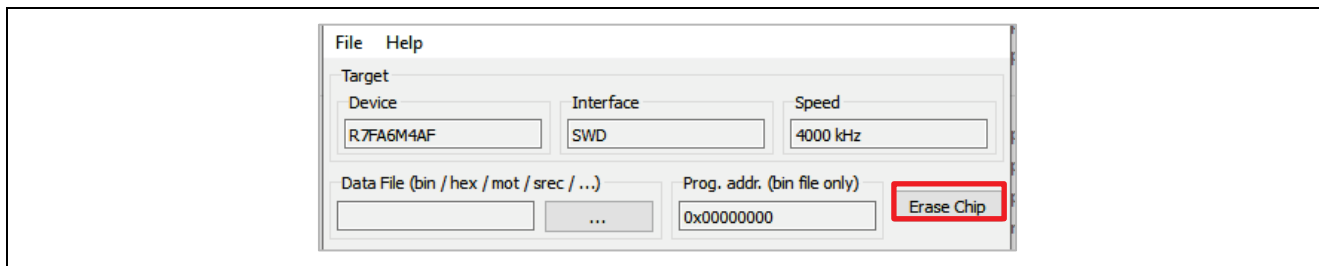 File Help
Target
Device Interface Speed
R7FA6M4AF SWD 4000 kHz
Data File (bin / hex / mot / srec / ...) Prog. addr. (bin file only)
... 0x00000000 Erase Chip